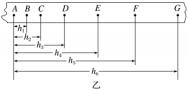 A B C D E F G
h₁
h₂
h₃
h₄
h₅
h₆
乙